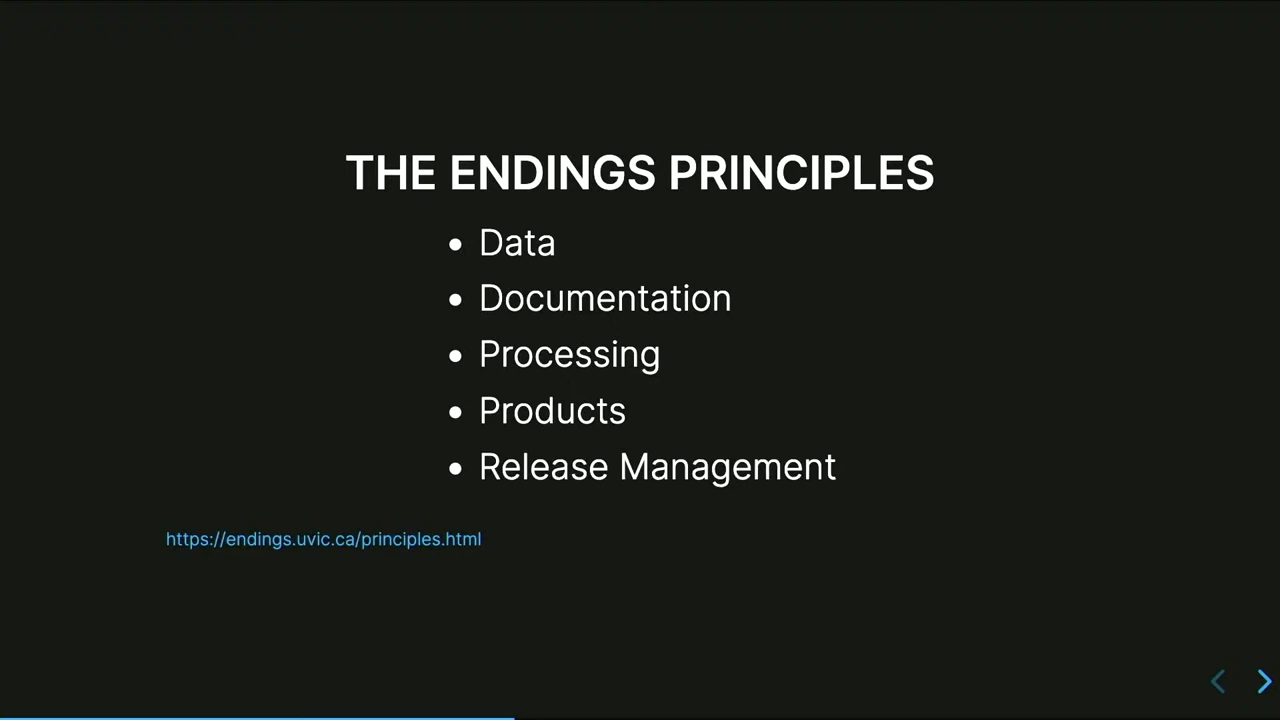 THE ENDINGS PRINCIPLES
Data
Documentation
Processing
Products
Release Management
https://endings.uvic.ca/principles.html